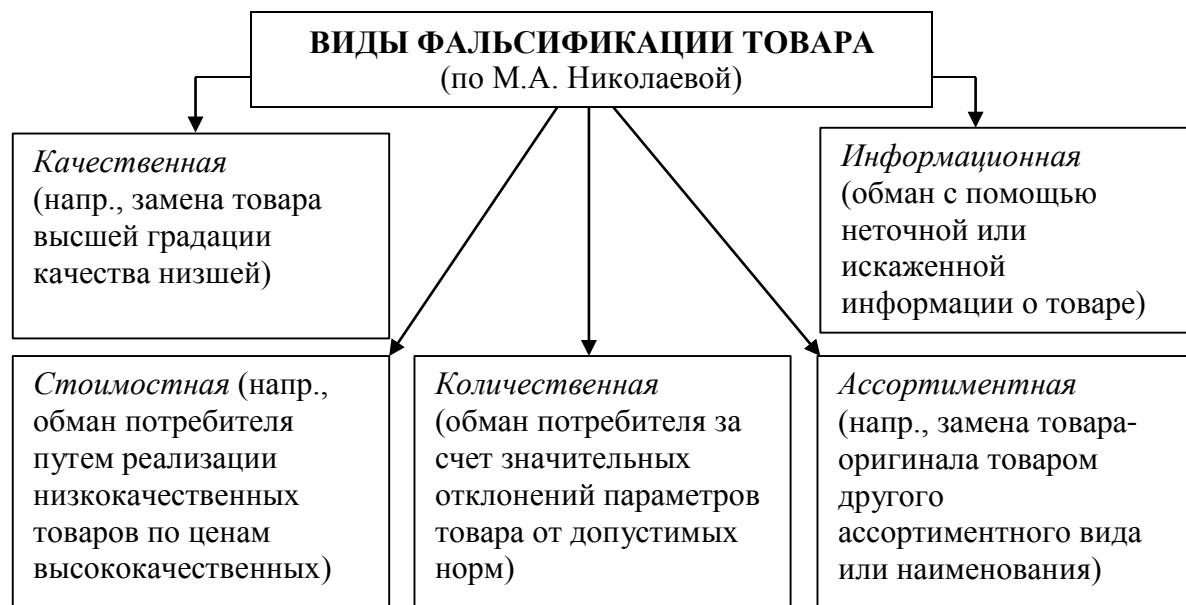 ВИДЫ ФАЛЬСИФИКАЦИИ ТОВАРА
(по М.А. Николаевой)
Качественная
(напр., замена товара
высшей градации
качества низшей)
Информационная
(обман с помощью
неточной или
искаженной
информации о товаре)
Стоимостная (напр.,
обман потребителя
путем реализации
низкокачественных
товаров по ценам
высококачественных)
Количественная
(обман потребителя за
счет значительных
отклонений параметров
товара от допустимых
норм)
Ассортиментная
(напр., замена товара-
оригинала товаром
другого
ассортиментного вида
или наименования)